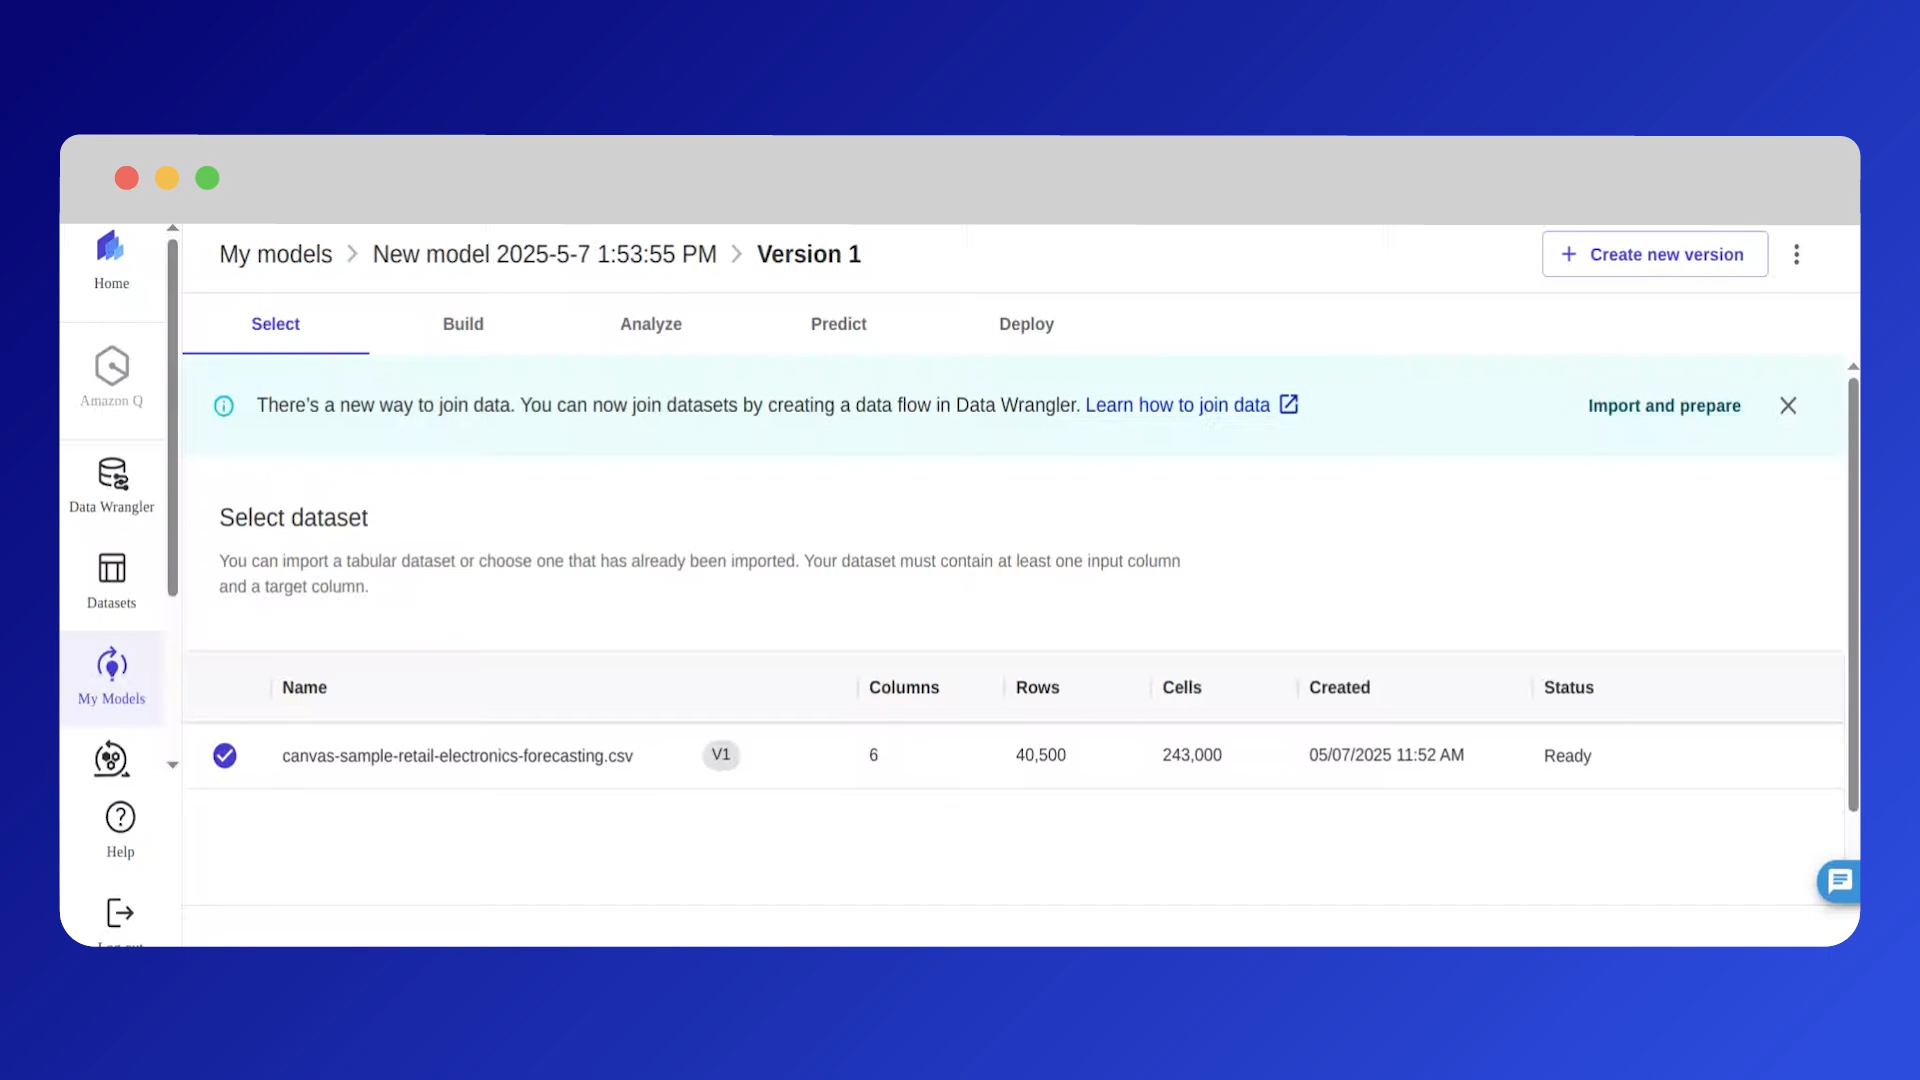 Home
Amazon Q
Data Wrangler
Datasets
My Models
Help
Log out
My models > New model 2025-5-7 1:53:55 PM > Version 1
+ Create new version
Select
Build
Analyze
Predict
Deploy
There's a new way to join data. You can now join datasets by creating a data flow in Data Wrangler. Learn how to join data
Import and prepare
Select dataset
You can import a tabular dataset or choose one that has already been imported. Your dataset must contain at least one input column
and a target column.
Name Columns Rows Cells Created Status
canvas-sample-retail-electronics-forecasting.csv V1 6 40,500 243,000 05/07/2025 11:52 AM Ready